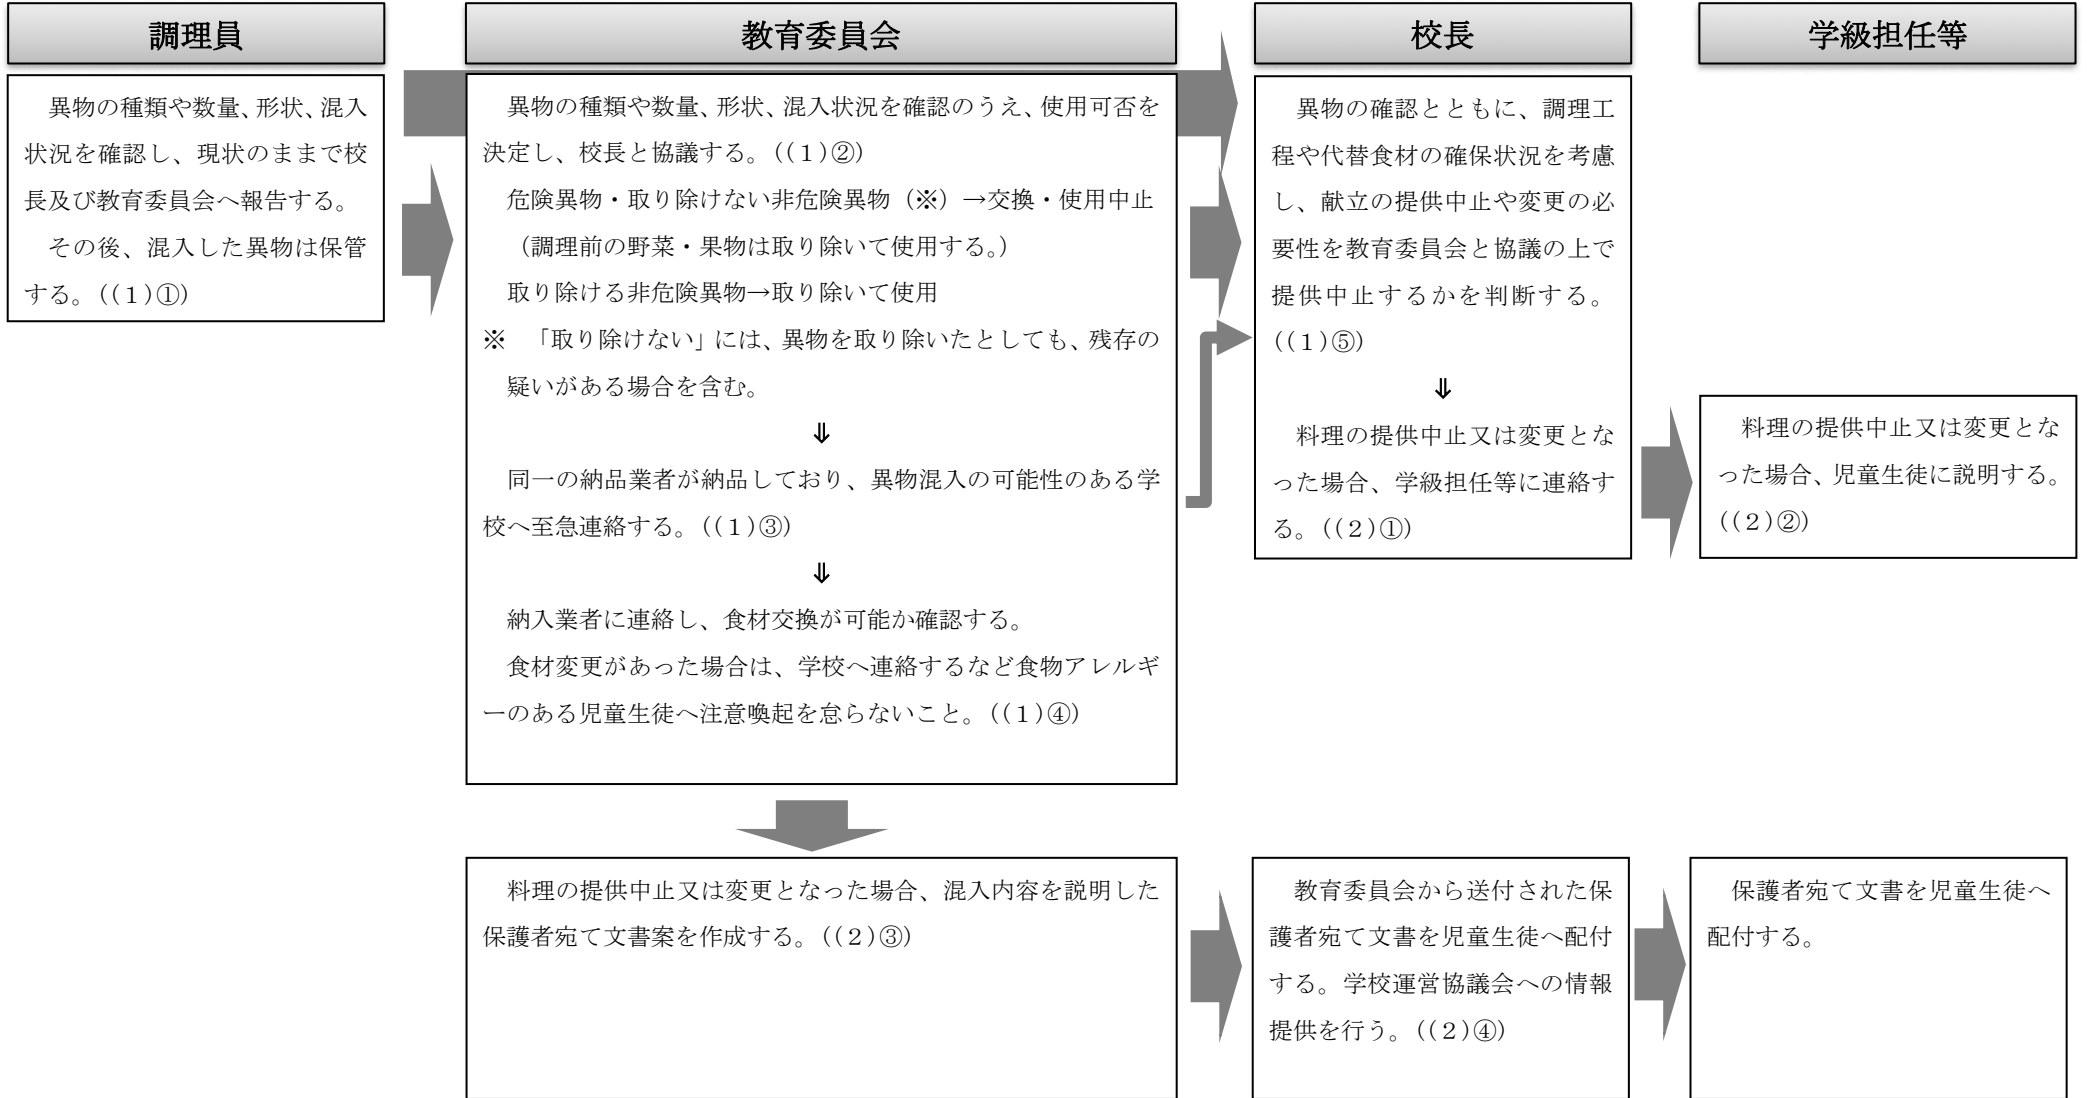 調理員
教育委員会
校長
学級担任等
異物の種類や数量、形状、混入
状況を確認し、現状のままで校
長及び教育委員会へ報告する。
その後、混入した異物は保管
する。((1)①)
異物の種類や数量、形状、混入状況を確認のうえ、使用可否を
決定し、校長と協議する。((1)②)
危険異物・取り除けない非危険異物（※）→交換・使用中止
（調理前の野菜・果物は取り除いて使用する。）
取り除ける非危険異物→取り除いて使用
※　「取り除けない」には、異物を取り除いたとしても、残存の
疑いがある場合を含む。
⇓
同一の納品業者が納品しており、異物混入の可能性のある学
校へ至急連絡する。((1)③)
⇓
納入業者に連絡し、食材交換が可能か確認する。
食材変更があった場合は、学校へ連絡するなど食物アレルギ
ーのある児童生徒へ注意喚起を怠らないこと。((1)④)
異物の確認とともに、調理工
程や代替食材の確保状況を考慮
し、献立の提供中止や変更の必
要性を教育委員会と協議の上で
提供中止するかを判断する。
((1)⑤)
⇓
料理の提供中止又は変更とな
った場合、学級担任等に連絡す
る。((2)①)
料理の提供中止又は変更とな
った場合、児童生徒に説明する。
((2)②)
料理の提供中止又は変更となった場合、混入内容を説明した
保護者宛て文書案を作成する。((2)③)
教育委員会から送付された保
護者宛て文書を児童生徒へ配付
する。学校運営協議会への情報
提供を行う。((2)④)
保護者宛て文書を児童生徒へ
配付する。